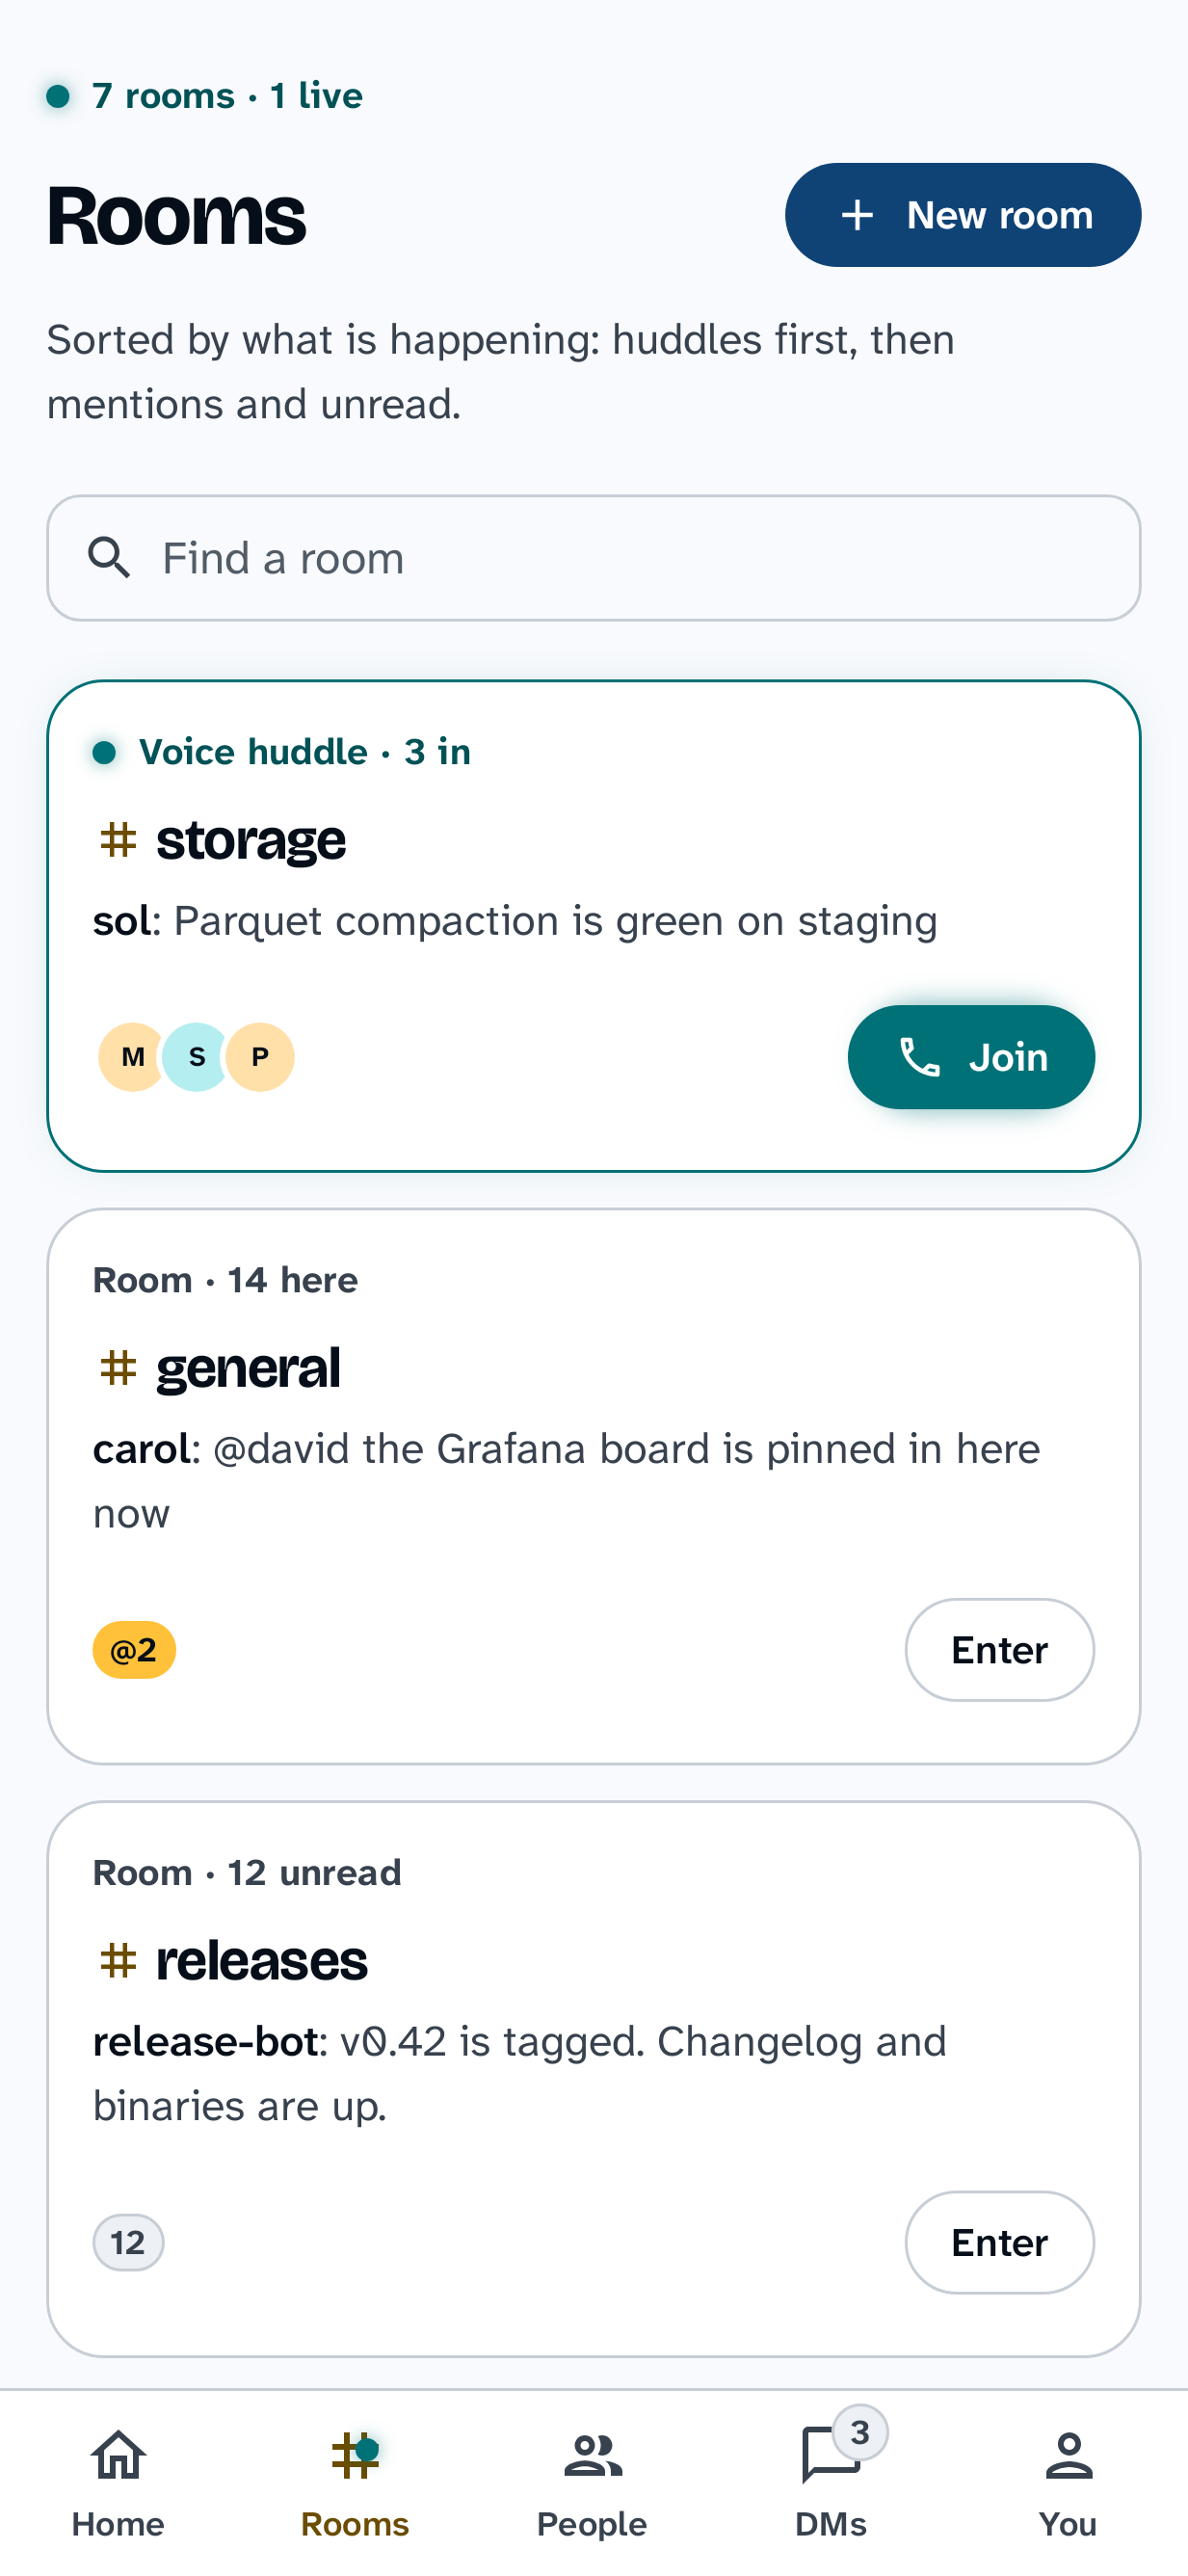 7 rooms · 1 live
Rooms
New room
Sorted by what is happening: huddles first, then
mentions and unread.
Find a room
Voice huddle · 3 in
# storage
sol: Parquet compaction is green on staging
M S P
Join
Room · 14 here
# general
carol: @david the Grafana board is pinned in here
now
@2
Enter
Room · 12 unread
# releases
release-bot: v0.42 is tagged. Changelog and
binaries are up.
12
Enter
3
Home Rooms People DMs You